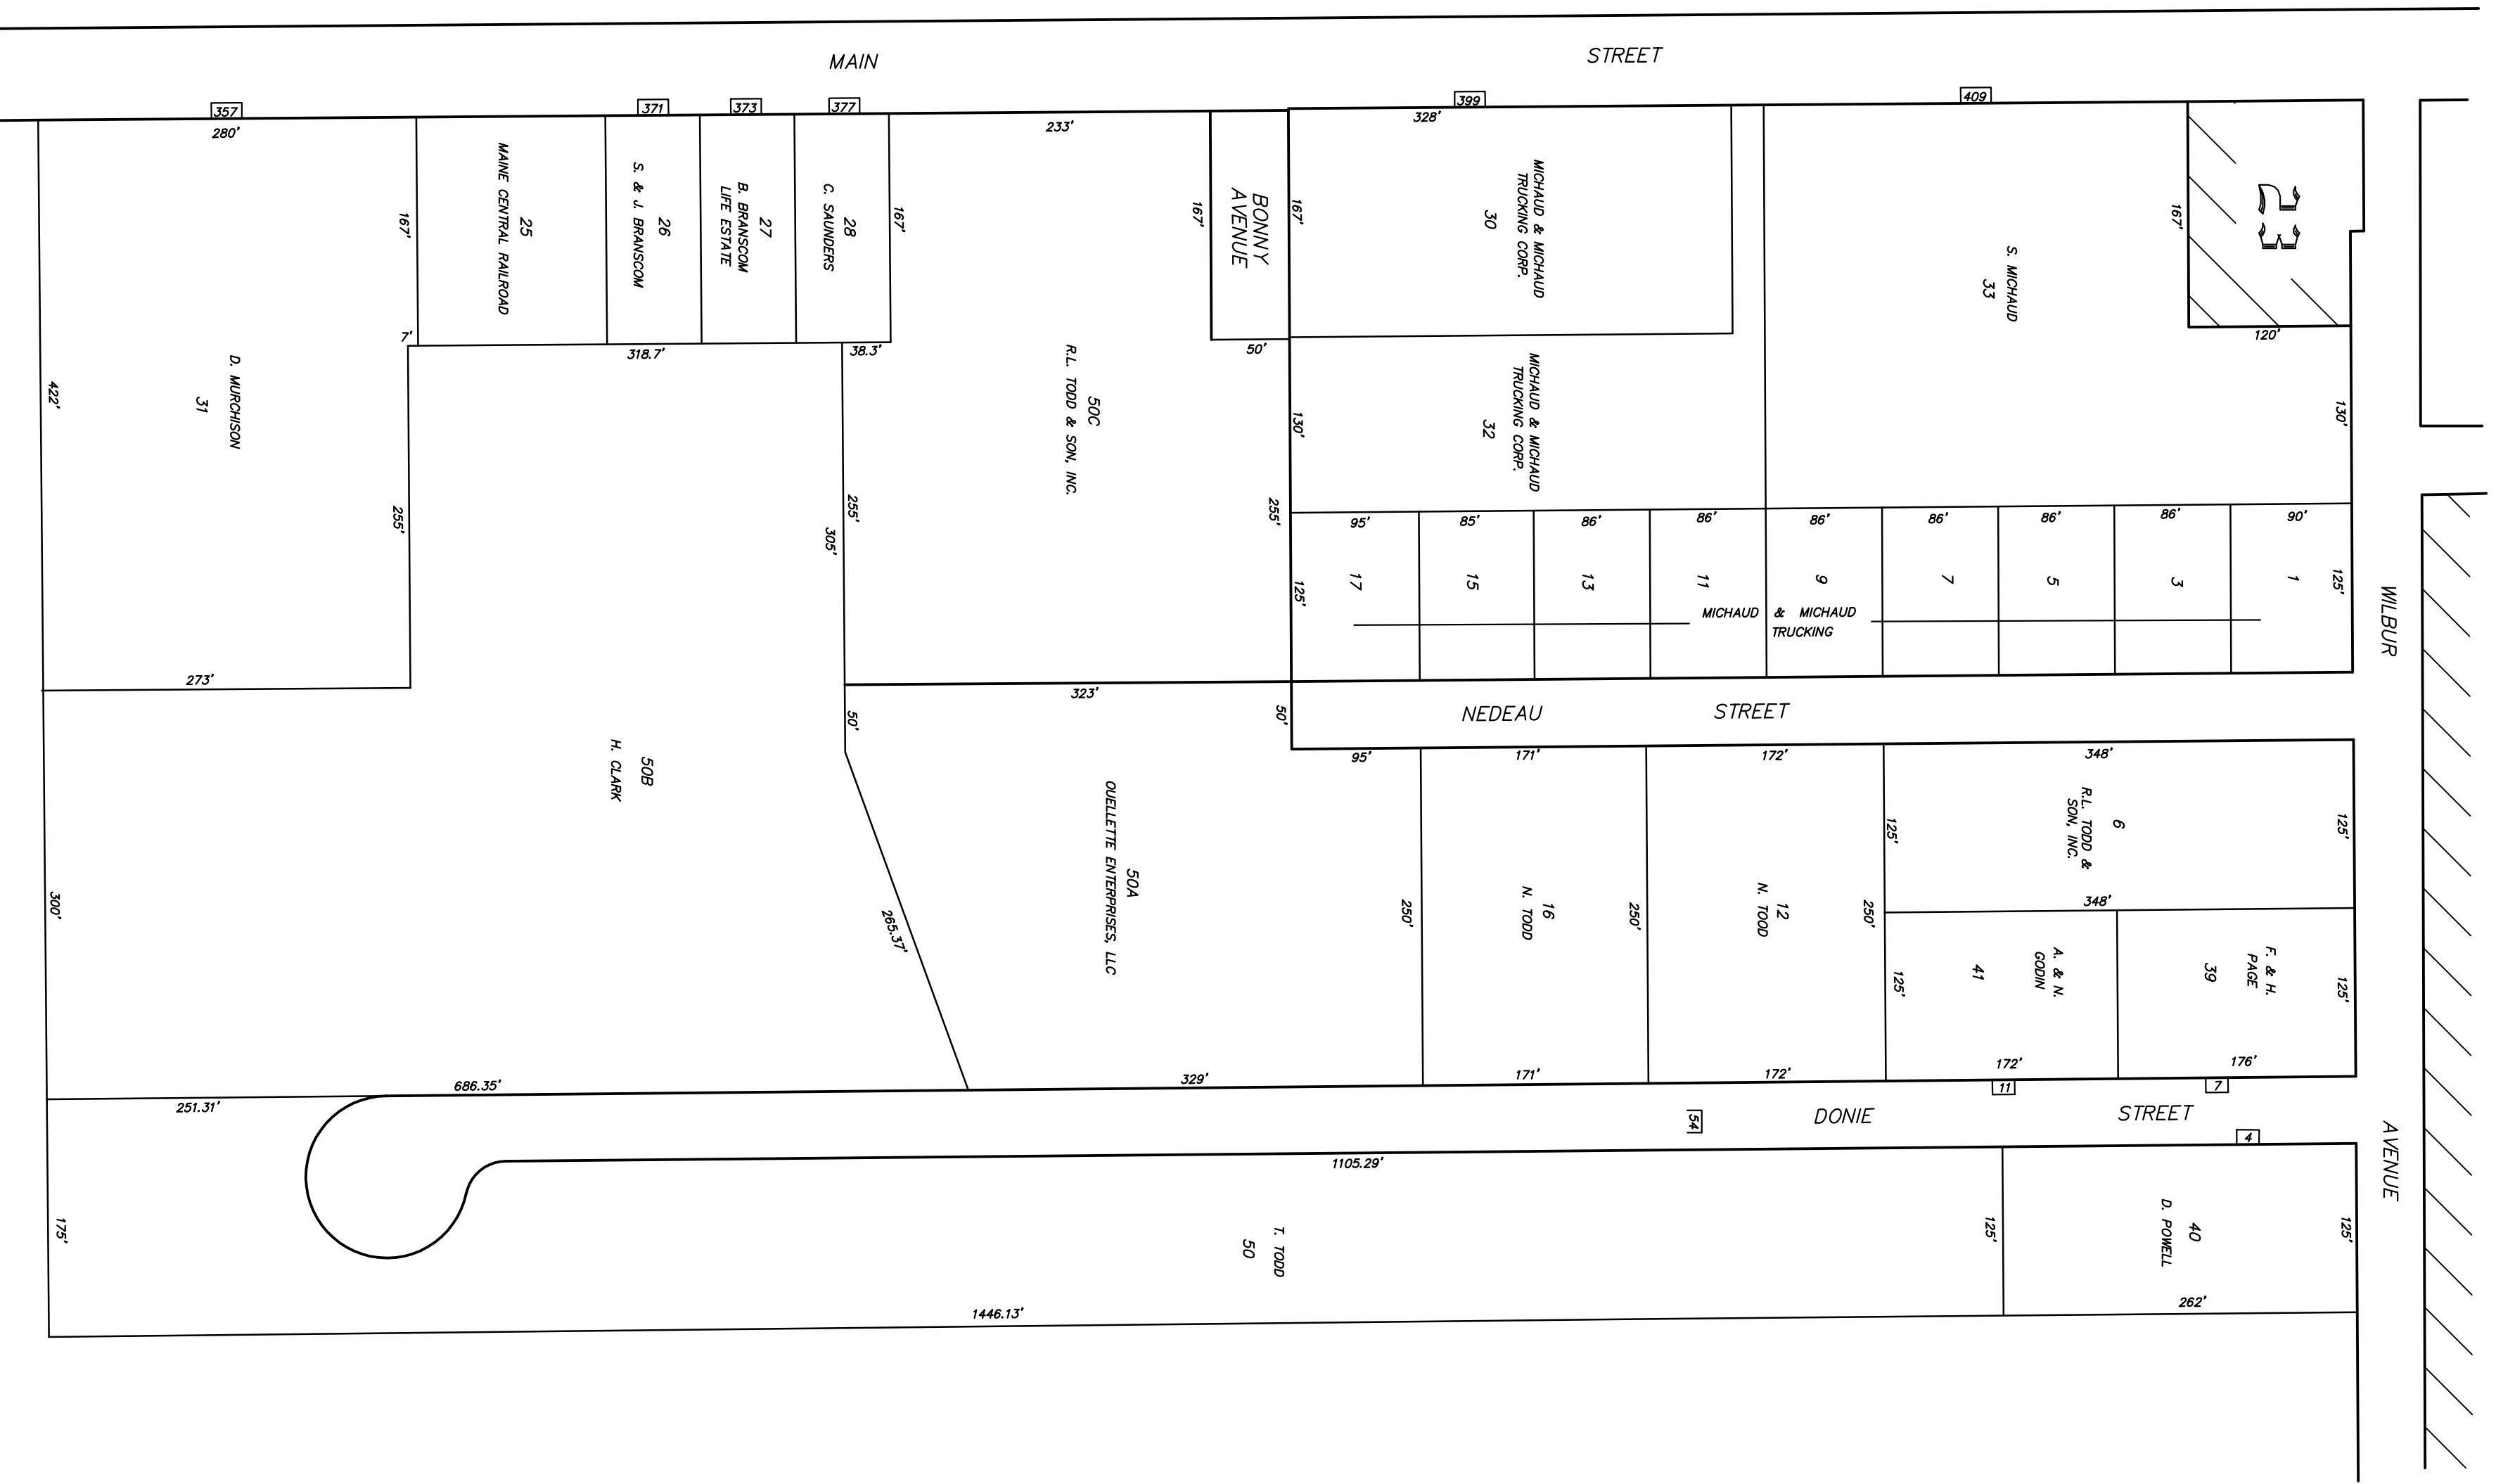 MAIN STREET
357
371
373
377
399
409
280'
233'
328'
MAINE CENTRAL RAILROAD
25
S. & J. BRANSCOM
26
B. BRANSCOM
LIFE ESTATE
27
C. SAUNDERS
28
167'
167'
167'
BONNY
AVENUE
167'
MICHAUD & MICHAUD
TRUCKING CORP.
30
S. MICHAUD
33
167'
120'
7'
318.7'
38.3'
50'
D. MURCHISON
31
422'
255'
305'
255'
R.L. TODD & SON, INC.
50C
255'
130'
MICHAUD & MICHAUD
TRUCKING CORP.
32
130'
95'
85'
86'
86'
86'
86'
86'
86'
90'
125'
17
15
13
11
9
7
5
3
1
125'
MICHAUD & MICHAUD
TRUCKING
WILBUR
273'
50'
323'
50'
NEDEAU STREET
H. CLARK
50B
95'
171'
172'
348'
OUELLETTE ENTERPRISES, LLC
50A
125'
R.L. TODD &
SON, INC.
6
125'
300'
265.37'
250'
N. TODD
16
250'
N. TOOD
12
250'
348'
125'
A. & N.
GODIN
41
F. & H.
PAGE
39
125'
686.35'
329'
171'
172'
172'
176'
251.31'
11
7
54
DONIE STREET
4
AVENUE
1105.29'
175'
T. TODD
50
125'
D. POWELL
40
125'
1446.13'
262'